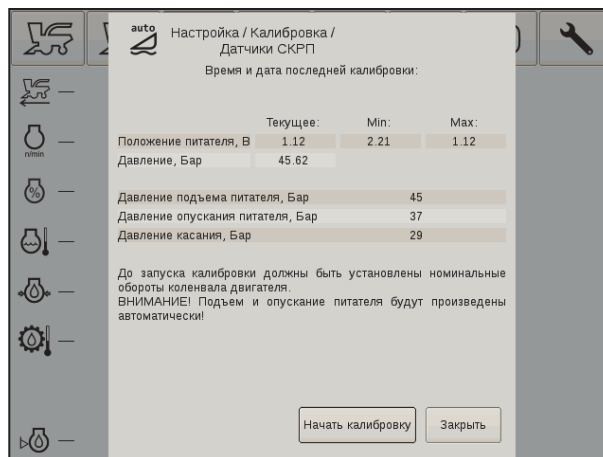 auto
Настройка / Калибровка /
Датчики СКРП
Время и дата последней калибровки:
Текущее: Min: Max:
Положение питателя, В 1.12 2.21 1.12
Давление, Бар 45.62
Давление подъема питателя, Бар 45
Давление опускания питателя, Бар 37
Давление касания, Бар 29
До запуска калибровки должны быть установлены номинальные
обороты коленвала двигателя.
ВНИМАНИЕ! Подъем и опускание питателя будут произведены
автоматически!
n/min
%
Начать калибровку Закрыть